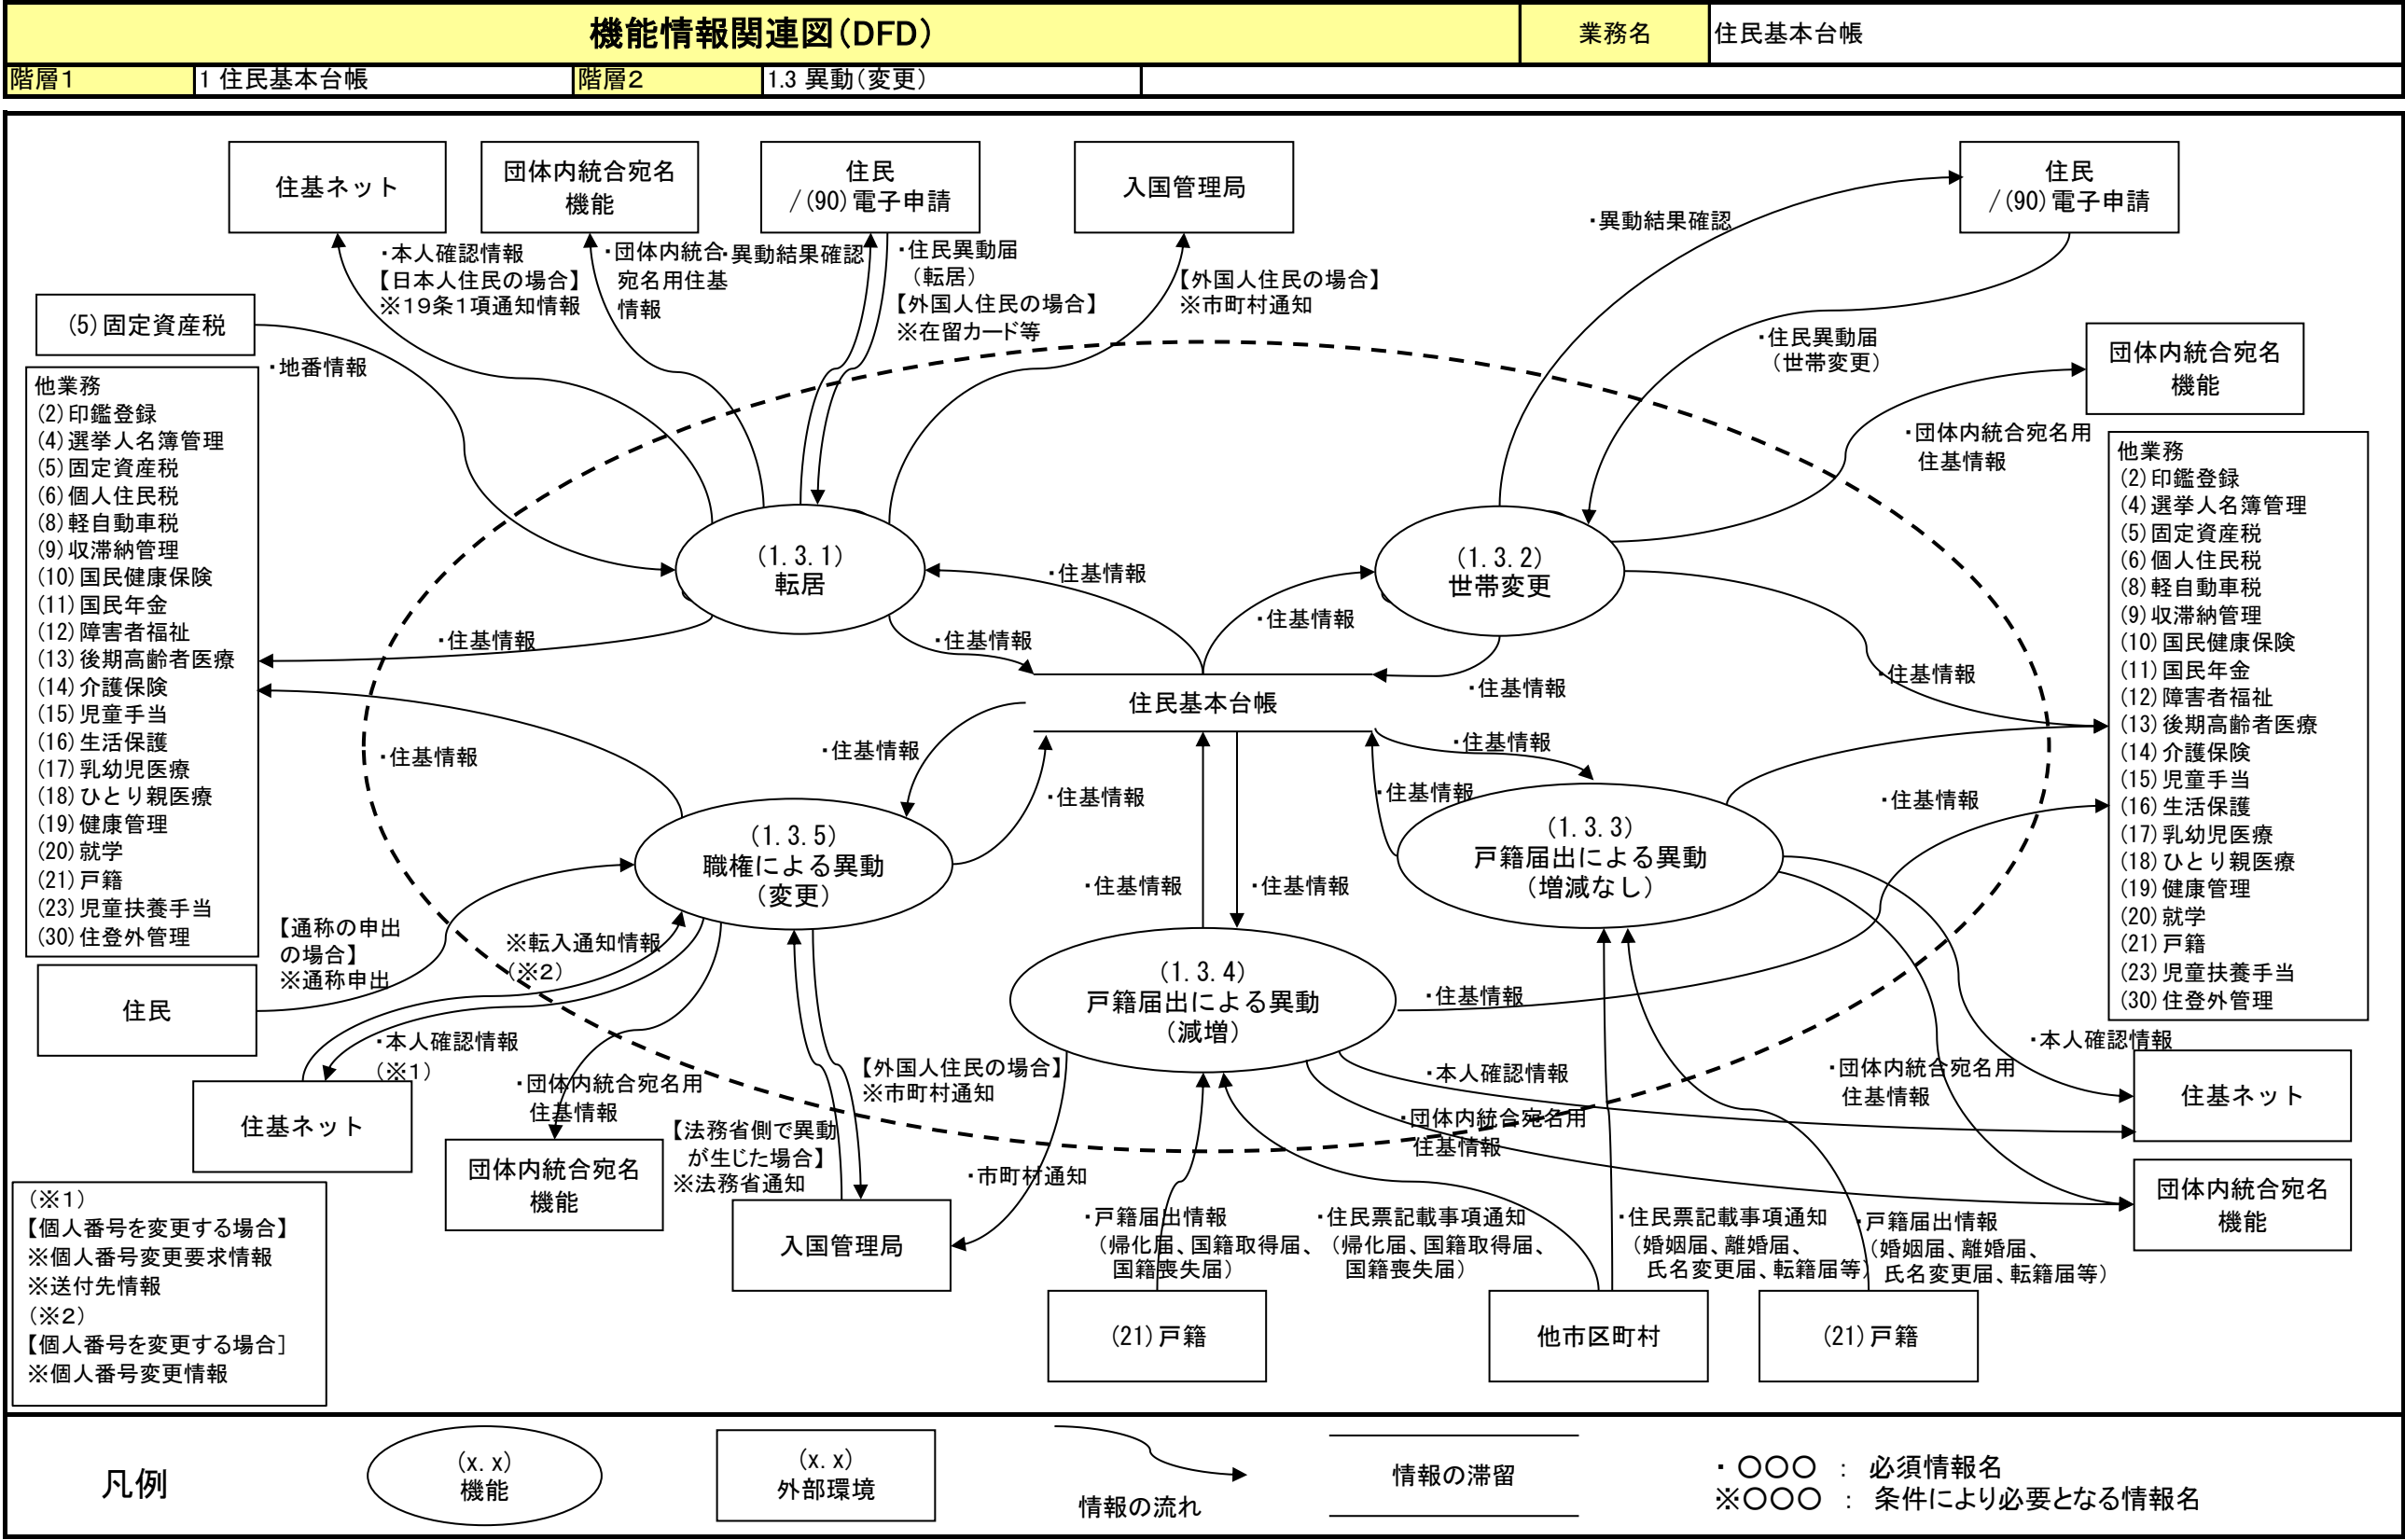 機能情報関連図(DFD)
業務名
住民基本台帳
階層1
1 住民基本台帳
階層2
1.3 異動(変更)
住基ネット
団体内統合宛名
機能
住民
/(90)電子申請
入国管理局
住民
/(90)電子申請
・異動結果確認
・本人確認情報
【日本人住民の場合】
※19条1項通知情報
・団体内統合
宛名用住基
情報
・異動結果確認
・住民異動届
(転居)
【外国人住民の場合】
※在留カード等
【外国人住民の場合】
※市町村通知
(5)固定資産税
・地番情報
・住民異動届
(世帯変更)
団体内統合宛名
機能
・団体内統合宛名用
住基情報
他業務
(2)印鑑登録
(4)選挙人名簿管理
(5)固定資産税
(6)個人住民税
(8)軽自動車税
(9)収滞納管理
(10)国民健康保険
(11)国民年金
(12)障害者福祉
(13)後期高齢者医療
(14)介護保険
(15)児童手当
(16)生活保護
(17)乳幼児医療
(18)ひとり親医療
(19)健康管理
(20)就学
(21)戸籍
(23)児童扶養手当
(30)住登外管理
他業務
(2)印鑑登録
(4)選挙人名簿管理
(5)固定資産税
(6)個人住民税
(8)軽自動車税
(9)収滞納管理
(10)国民健康保険
(11)国民年金
(12)障害者福祉
(13)後期高齢者医療
(14)介護保険
(15)児童手当
(16)生活保護
(17)乳幼児医療
(18)ひとり親医療
(19)健康管理
(20)就学
(21)戸籍
(23)児童扶養手当
(30)住登外管理
(1.3.1)
転居
(1.3.2)
世帯変更
・住基情報
・住基情報
・住基情報
・住基情報
・住基情報
・住基情報
住民基本台帳
・住基情報
・住基情報
・住基情報
・住基情報
・住基情報
・住基情報
(1.3.5)
職権による異動
(変更)
(1.3.3)
戸籍届出による異動
(増減なし)
・住基情報
・住基情報
(1.3.4)
戸籍届出による異動
(減増)
・住基情報
【通称の申出
の場合】
※通称申出
※転入通知情報
(※2)
住民
・本人確認情報
(※1)
住基ネット
・団体内統合宛名用
住基情報
団体内統合宛名
機能
【外国人住民の場合】
※市町村通知
【法務省側で異動
が生じた場合】
※法務省通知
入国管理局
・市町村通知
・本人確認情報
・団体内統合宛名用
住基情報
・本人確認情報
・団体内統合宛名用
住基情報
住基ネット
団体内統合宛名
機能
・戸籍届出情報
(帰化届、国籍取得届、
国籍喪失届)
・住民票記載事項通知
(帰化届、国籍取得届、
国籍喪失届)
・住民票記載事項通知
(婚姻届、離婚届、
氏名変更届、転籍届等)
・戸籍届出情報
(婚姻届、離婚届、
氏名変更届、転籍届等)
(21)戸籍
他市区町村
(21)戸籍
(※1)
【個人番号を変更する場合】
※個人番号変更要求情報
※送付先情報
(※2)
【個人番号を変更する場合]
※個人番号変更情報
凡例
(x.x)
機能
(x.x)
外部環境
情報の流れ
情報の滞留
・ ○○○ : 必須情報名
※○○○ : 条件により必要となる情報名